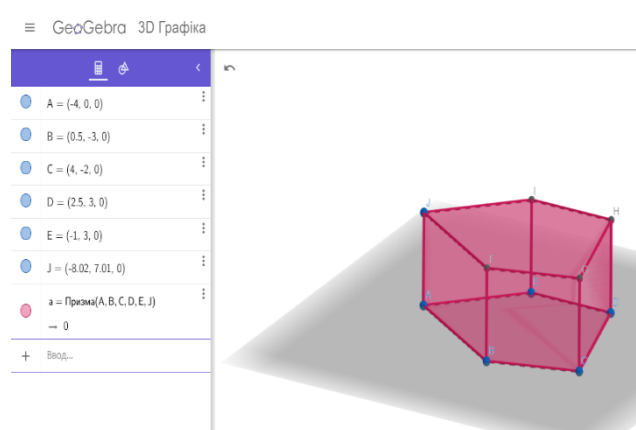 GeoGebra 3D Графіка
A = (-4, 0, 0)
B = (0.5, -3, 0)
C = (4, -2, 0)
D = (2.5, 3, 0)
E = (-1, 3, 0)
J = (-8.02, 7.01, 0)
a = Призма(A, B, C, D, E, J)
→ 0
Ввод...
I
J
H
B